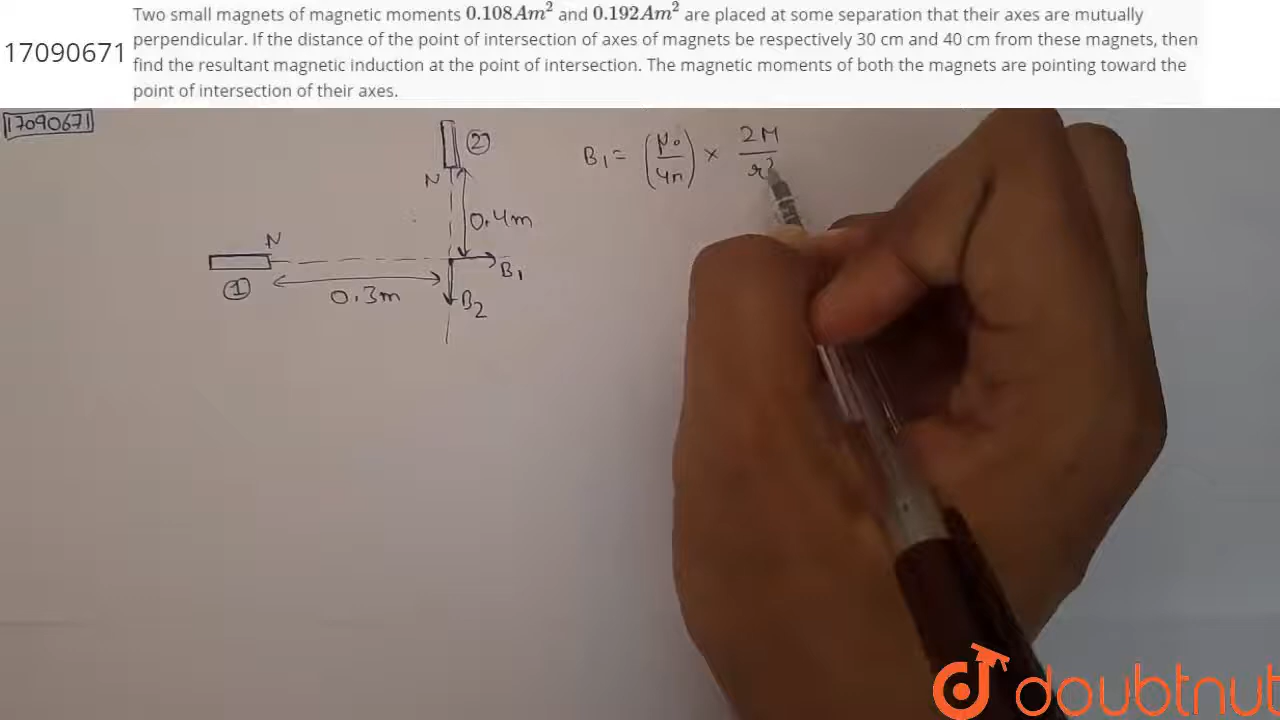 Two small magnets of magnetic moments 0.108Am² and 0.192Am² are placed at some separation that their axes are mutually
17090671
perpendicular. If the distance of the point of intersection of axes of magnets be respectively 30 cm and 40 cm from these magnets, then
find the resultant magnetic induction at the point of intersection. The magnetic moments of both the magnets are pointing toward the
point of intersection of their axes.
17090671
②
N
0.4m
N
B₁
①
0.3m
B₂
B₁ = (μ₀/4π) × 2M/r³
doubtnut